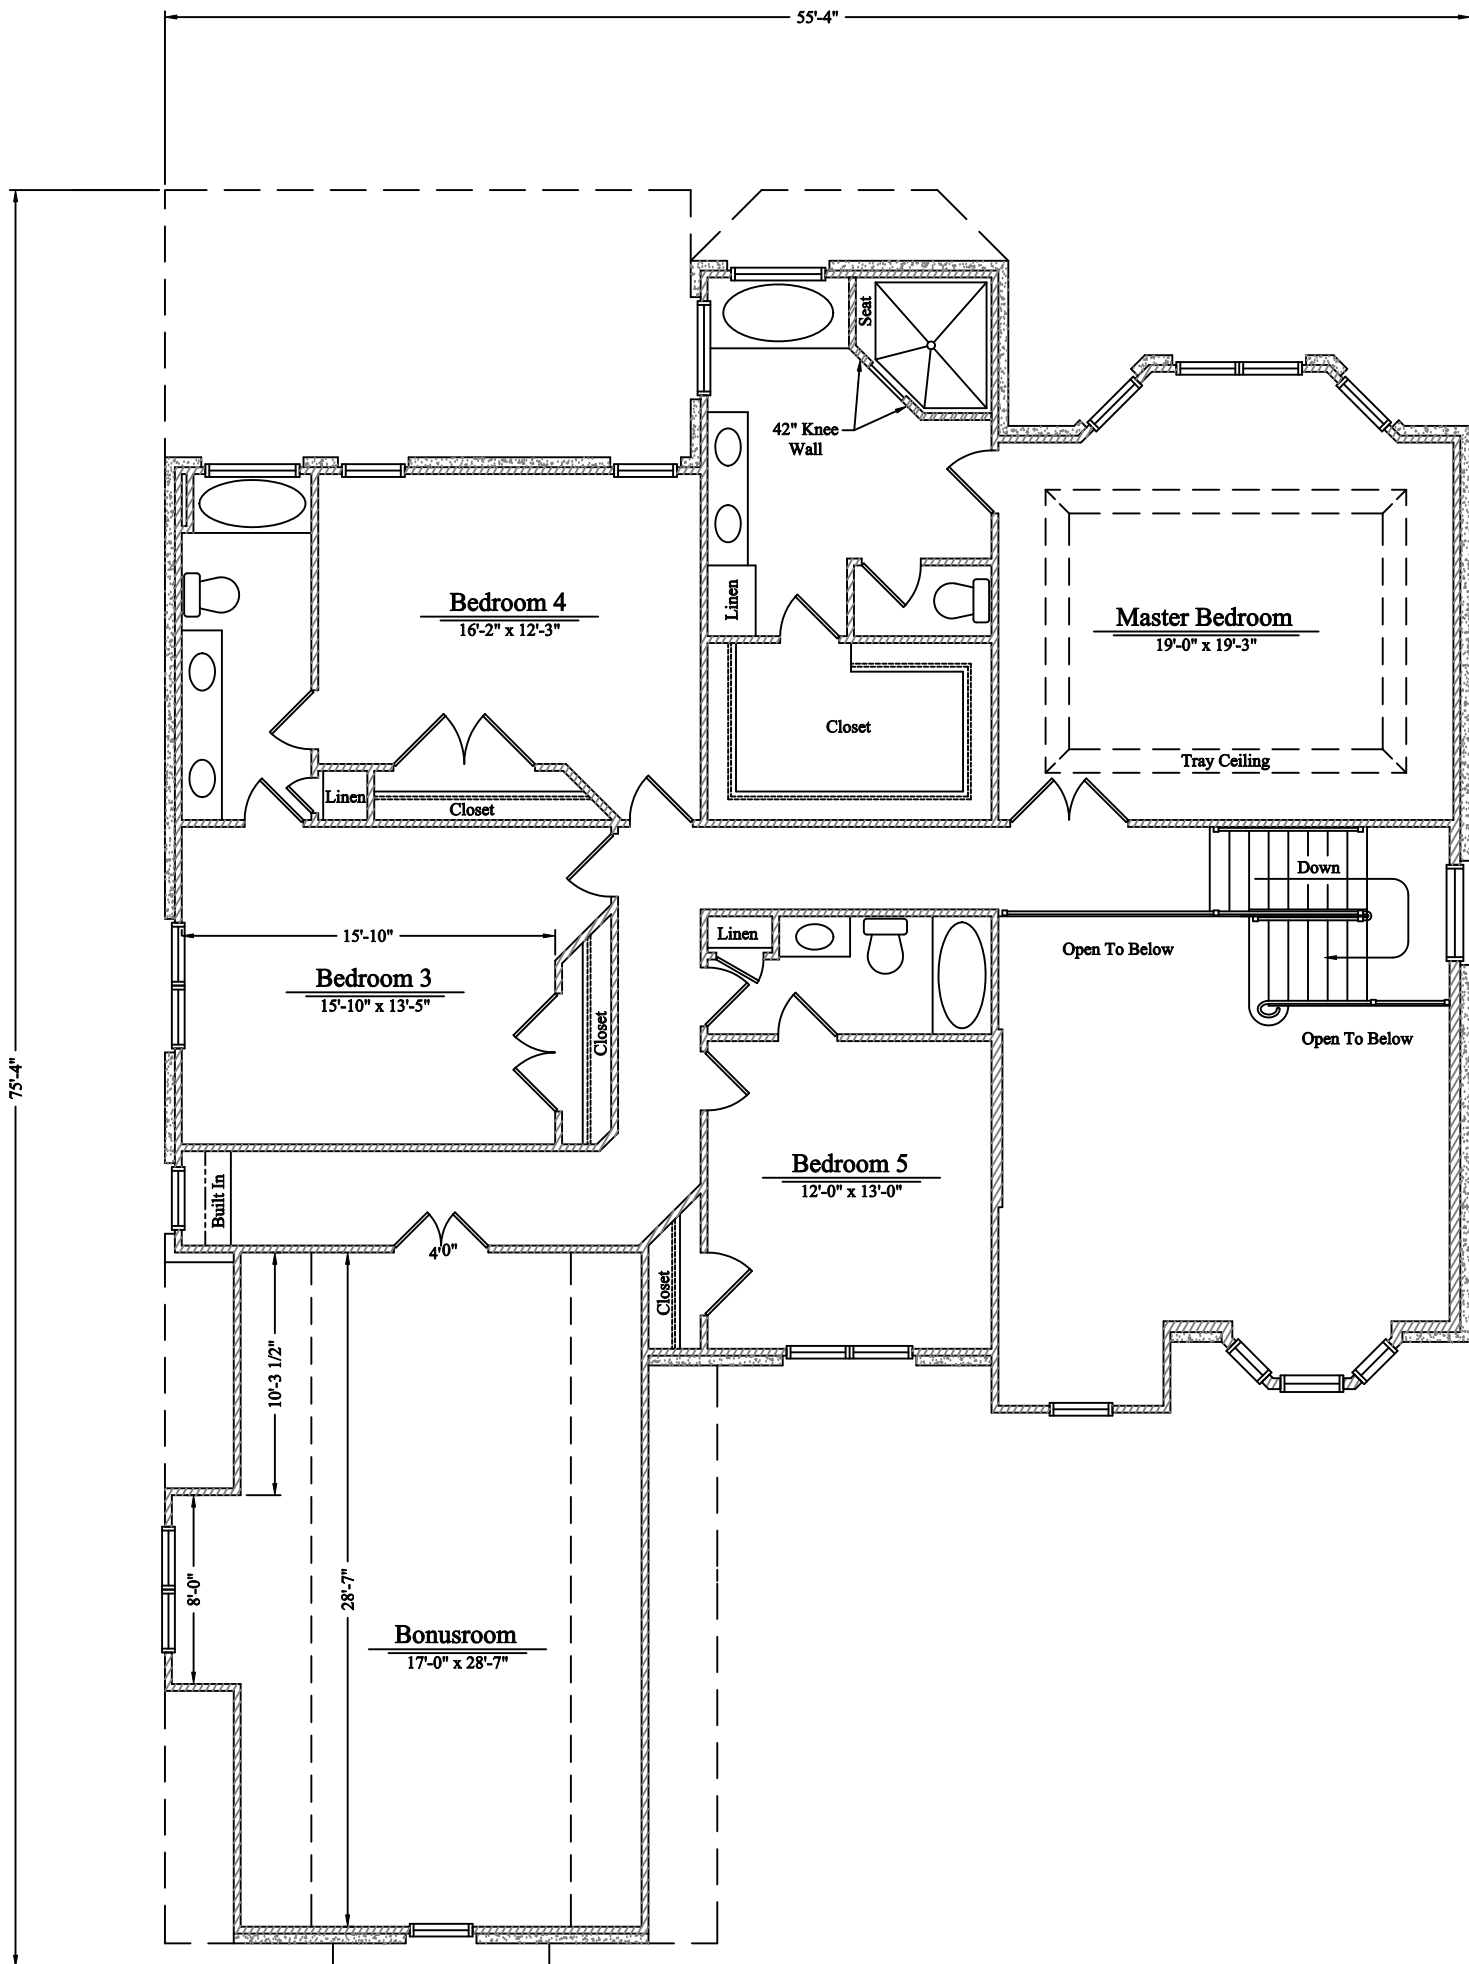 55'-4"
Seat
42" Knee
Wall
Bedroom 4
16'-2" x 12'-3"
Linen
Master Bedroom
19'-0" x 19'-3"
Closet
Tray Ceiling
Linen
Closet
Down
15'-10"
Linen
Open To Below
Bedroom 3
15'-10" x 13'-5"
Closet
Open To Below
75'-4"
Bedroom 5
12'-0" x 13'-0"
Built In
4'0"
Closet
10'-3 1/2"
8'-0"
28'-7"
Bonusroom
17'-0" x 28'-7"